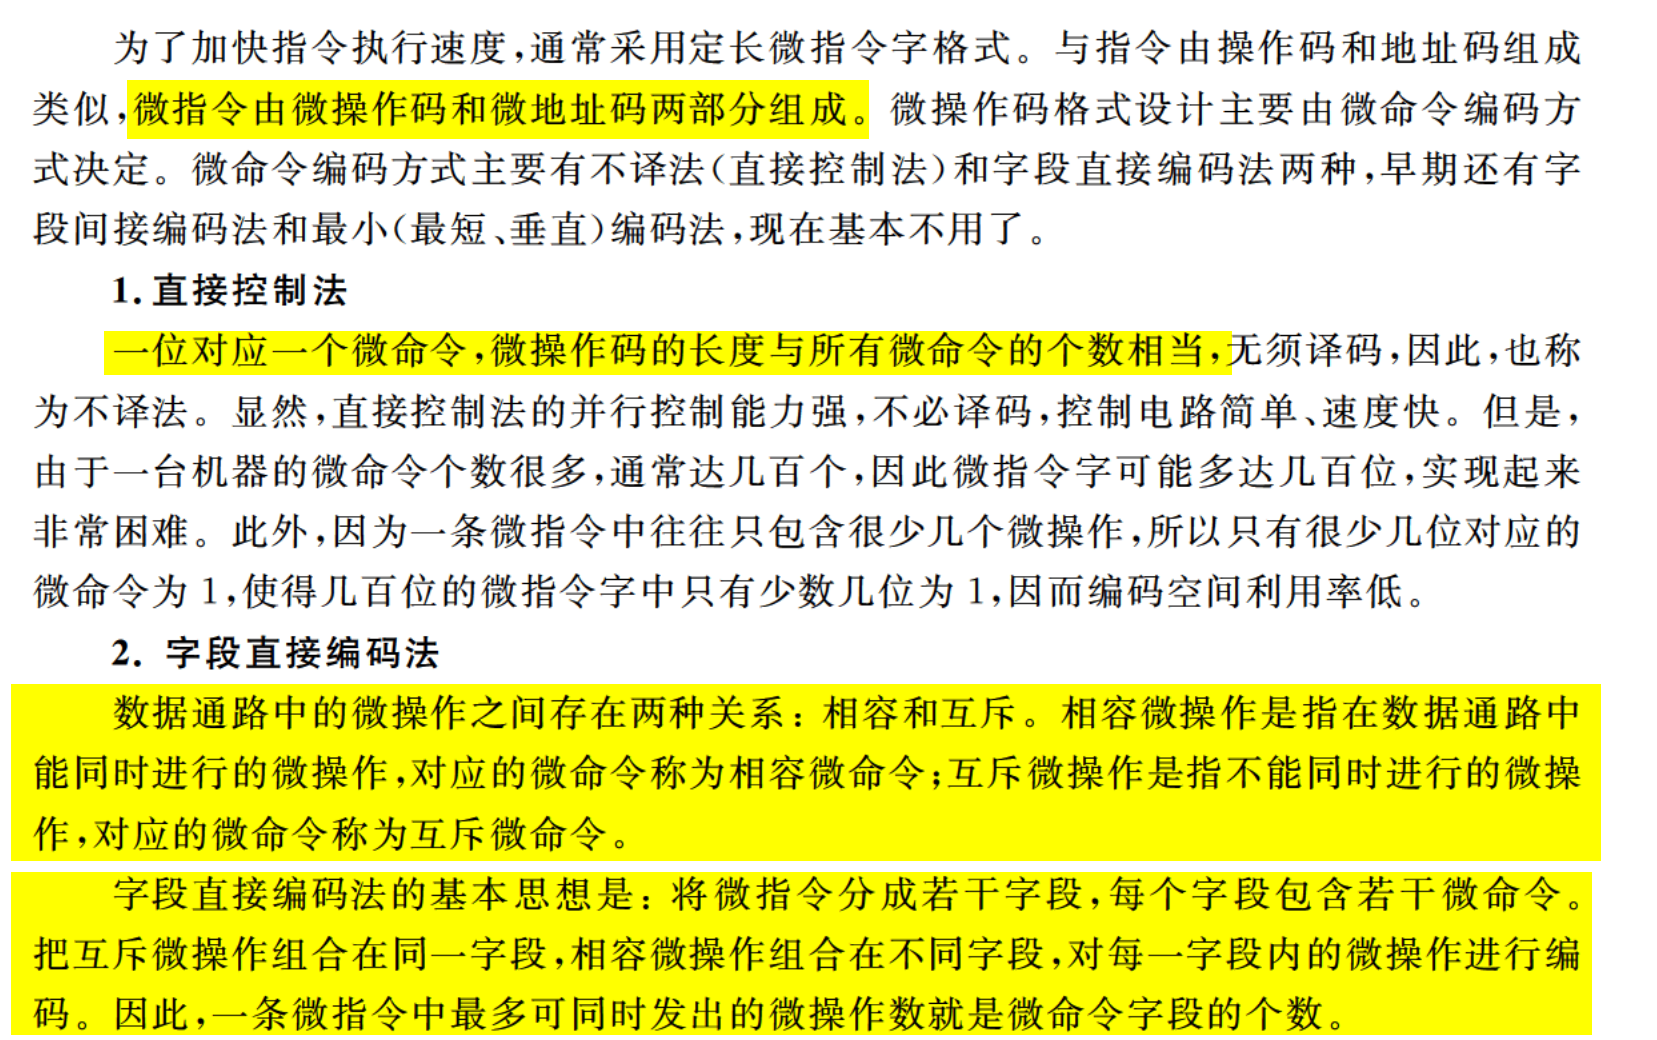 为了加快指令执行速度,通常采用定长微指令字格式。与指令由操作码和地址码组成
类似,微指令由微操作码和微地址码两部分组成。微操作码格式设计主要由微命令编码方
式决定。微命令编码方式主要有不译法(直接控制法)和字段直接编码法两种,早期还有字
段间接编码法和最小(最短、垂直)编码法,现在基本不用了。
1. 直接控制法
一位对应一个微命令,微操作码的长度与所有微命令的个数相当,无须译码,因此,也称
为不译法。显然,直接控制法的并行控制能力强,不必译码,控制电路简单、速度快。但是,
由于一台机器的微命令个数很多,通常达几百个,因此微指令字可能多达几百位,实现起来
非常困难。此外,因为一条微指令中往往只包含很少几个微操作,所以只有很少几位对应的
微命令为 1,使得几百位的微指令字中只有少数几位为 1,因而编码空间利用率低。
2. 字段直接编码法
数据通路中的微操作之间存在两种关系: 相容和互斥。相容微操作是指在数据通路中
能同时进行的微操作,对应的微命令称为相容微命令;互斥微操作是指不能同时进行的微操
作,对应的微命令称为互斥微命令。
字段直接编码法的基本思想是: 将微指令分成若干字段,每个字段包含若干微命令。
把互斥微操作组合在同一字段,相容微操作组合在不同字段,对每一字段内的微操作进行编
码。因此,一条微指令中最多可同时发出的微操作数就是微命令字段的个数。